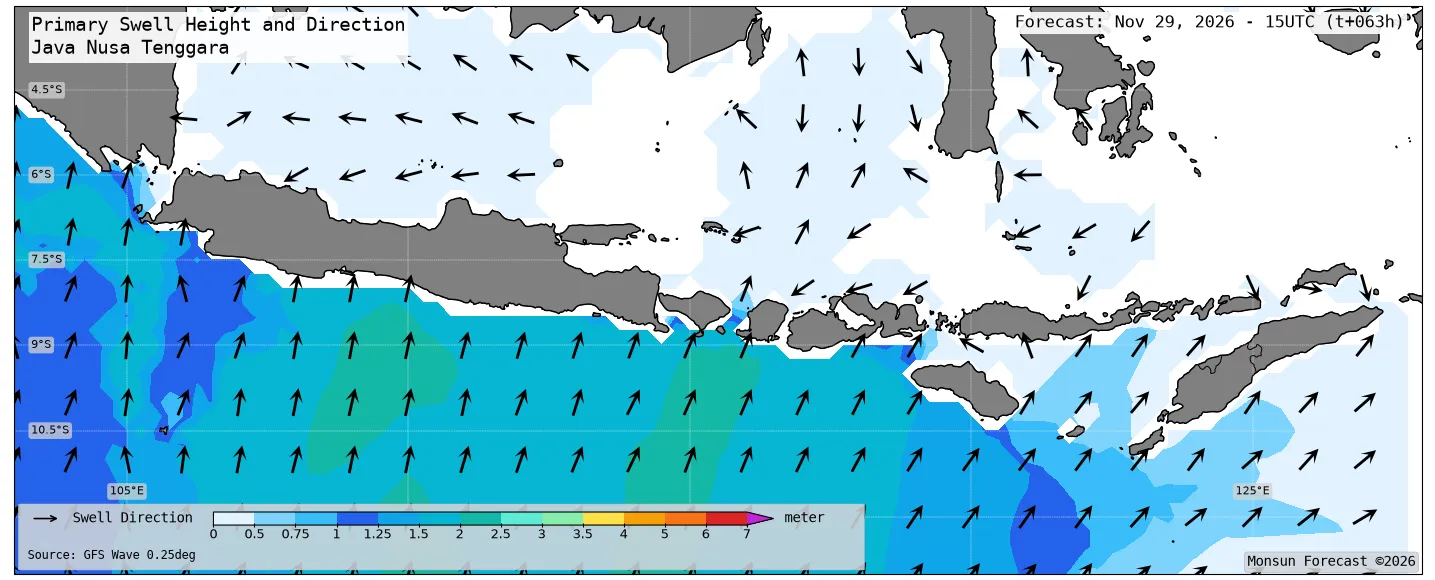 Primary Swell Height and Direction
Java Nusa Tenggara
Forecast: Nov 29, 2026 - 15UTC (t+063h)
4.5°S
6°S
7.5°S
9°S
10.5°S
105°E
125°E
Swell Direction
0 0.5 0.75 1 1.25 1.5 2 2.5 3 3.5 4 5 6 7
meter
Source: GFS Wave 0.25deg
Monsun Forecast ©2026